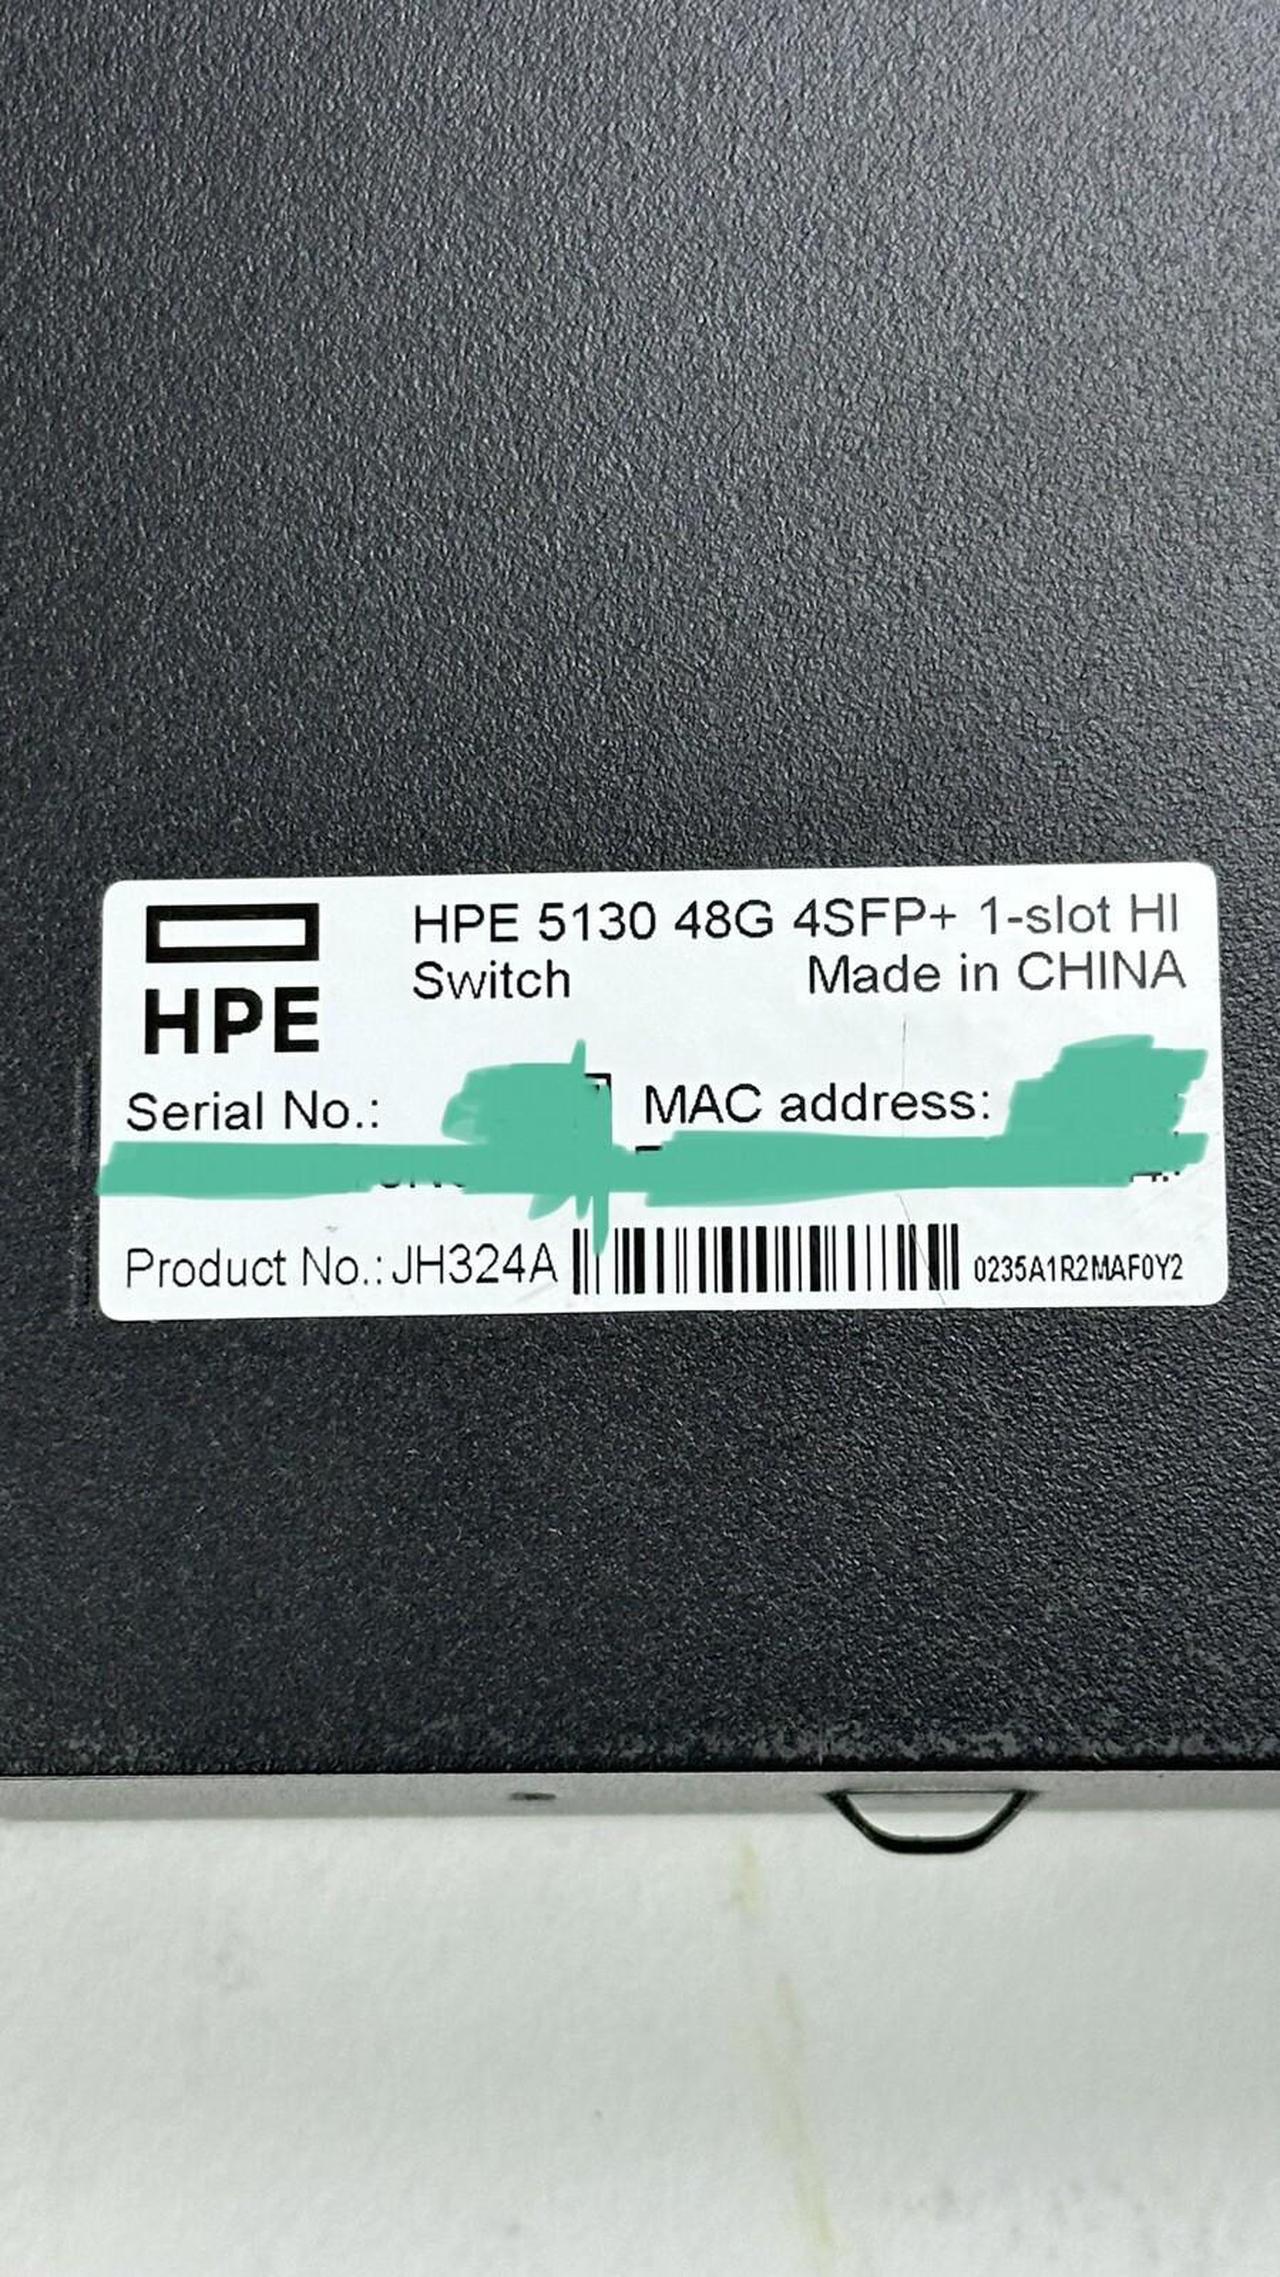 HPE
HPE 5130 48G 4SFP+ 1-slot HI
Switch Made in CHINA
Serial No.: MAC address:
Product No.: JH324A 0235A1R2MAF0Y2